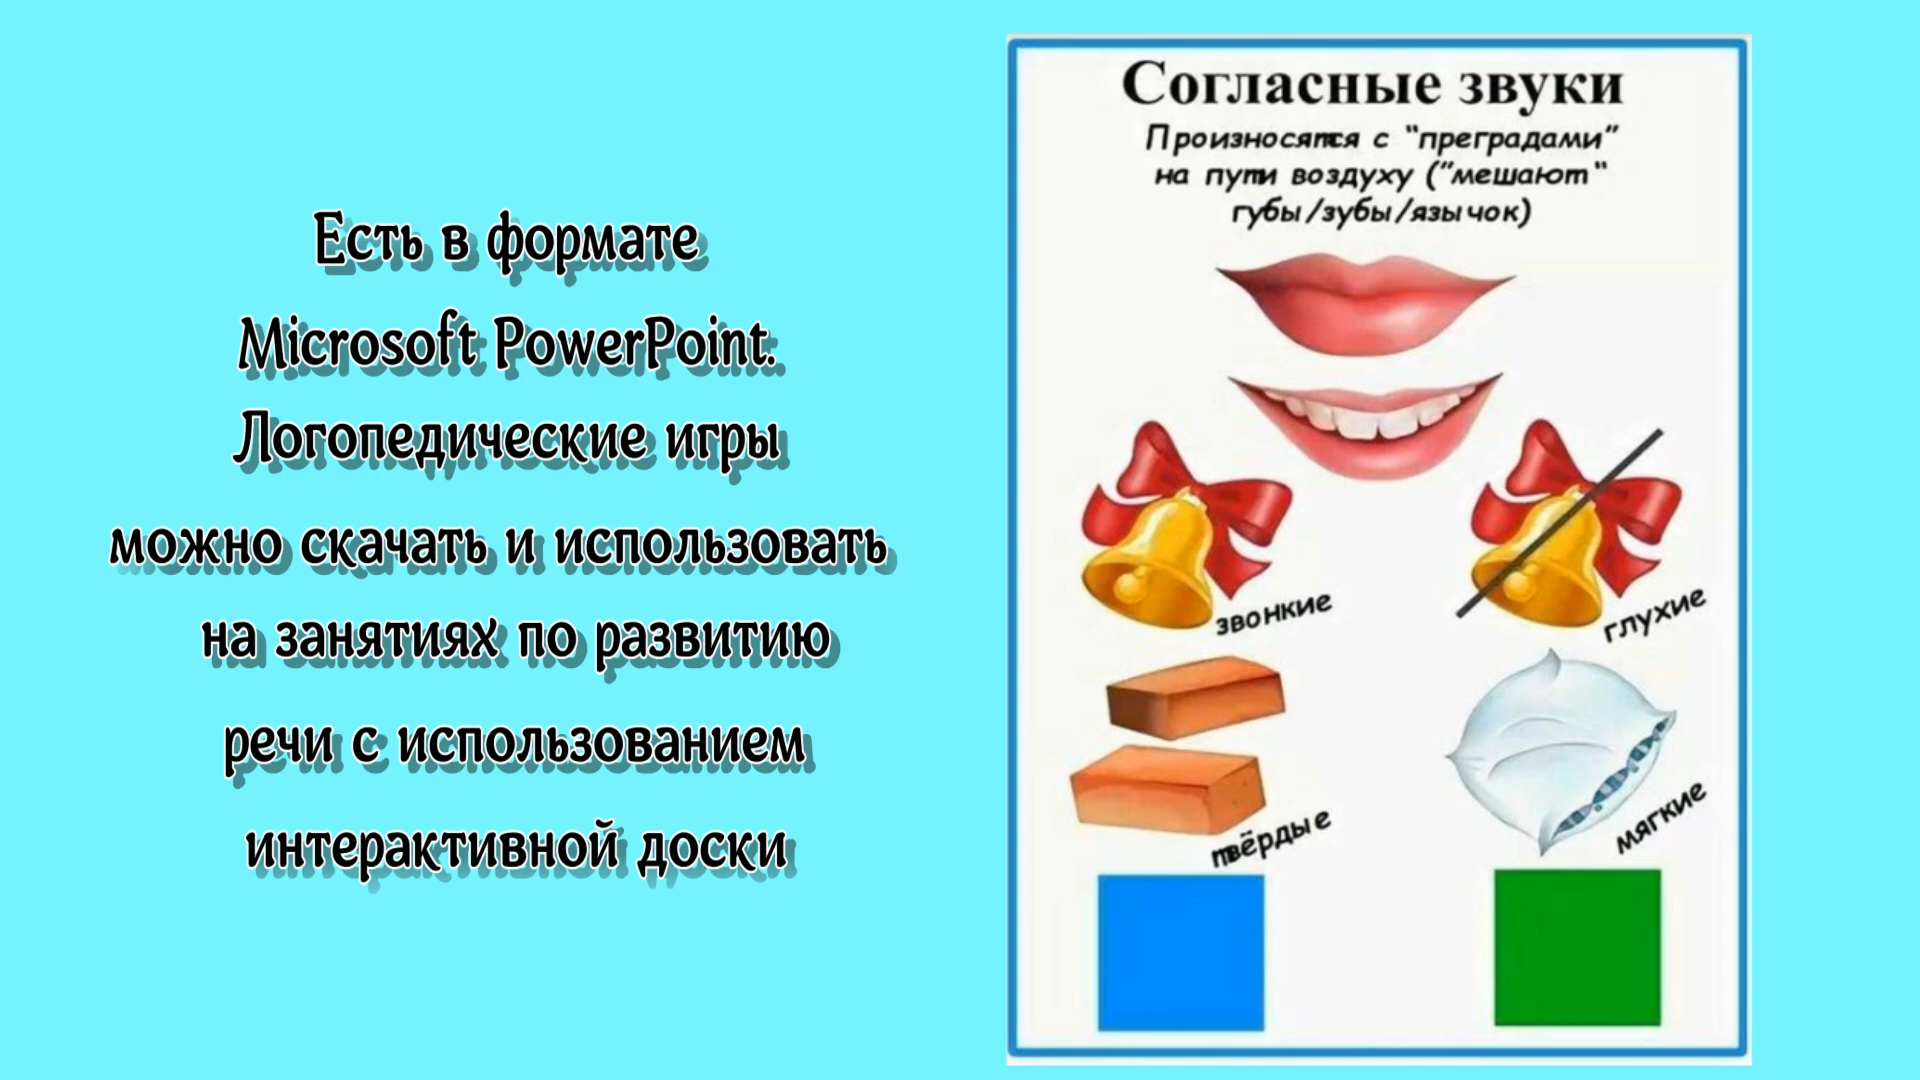 Есть в формате
Microsoft PowerPoint.
Логопедические игры
можно скачать и использовать
на занятиях по развитию
речи с использованием
интерактивной доски
Согласные звуки
Произносятся с “преградами”
на пути воздуху (”мешают“
губы/зубы/язычок)
звонкие
глухие
твёрдые
мягкие